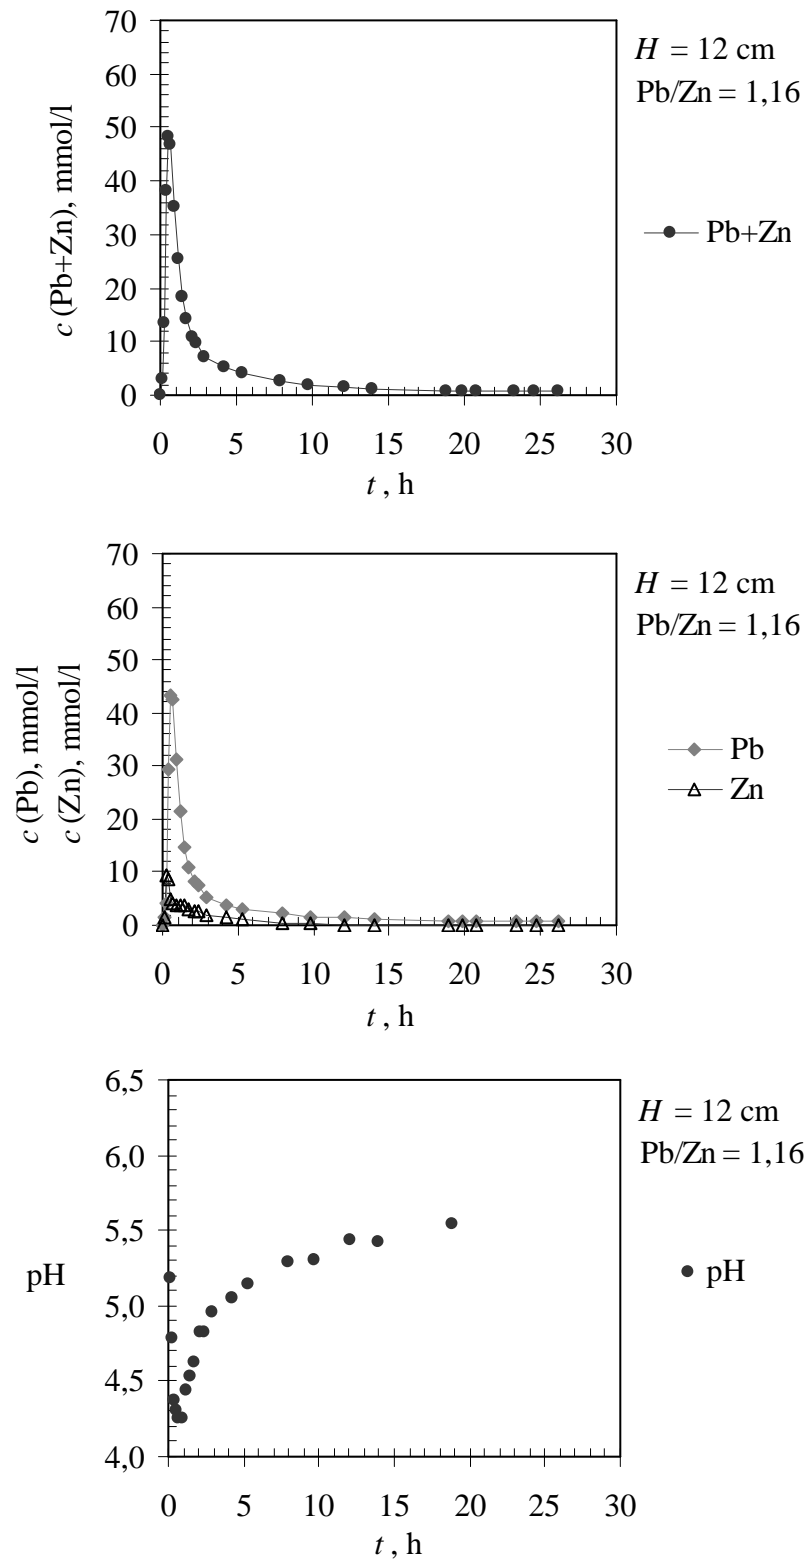 70
60
50
40
30
20
10
0
c (Pb+Zn), mmol/l
0 5 10 15 20 25 30
t , h
H = 12 cm
Pb/Zn = 1,16
Pb+Zn
70
60
50
40
30
20
10
0
c (Pb), mmol/l
c (Zn), mmol/l
0 5 10 15 20 25 30
t , h
H = 12 cm
Pb/Zn = 1,16
Pb
Zn
6,5
6,0
5,5
5,0
4,5
4,0
pH
0 5 10 15 20 25 30
t , h
H = 12 cm
Pb/Zn = 1,16
pH